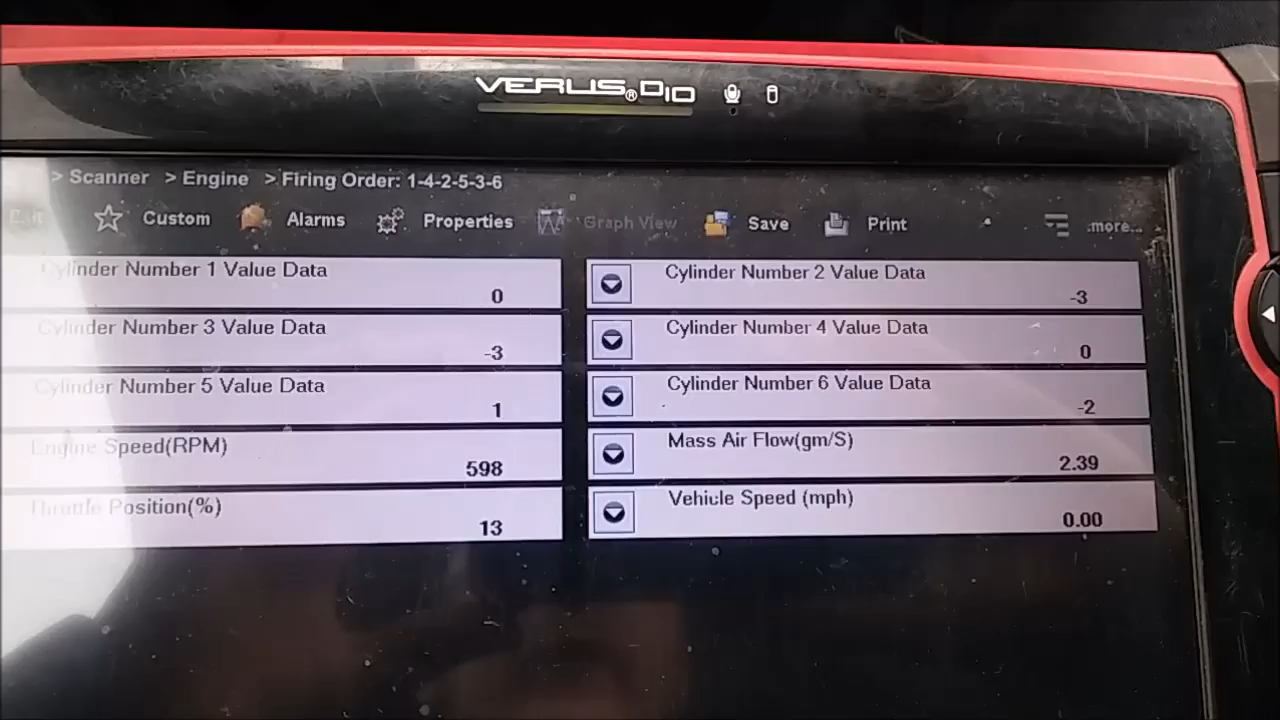 VERUS® D10
> Scanner > Engine > Firing Order: 1-4-2-5-3-6
Exit Custom Alarms Properties Graph View Save Print more...
Cylinder Number 1 Value Data
0
Cylinder Number 2 Value Data
-3
Cylinder Number 3 Value Data
-3
Cylinder Number 4 Value Data
0
Cylinder Number 5 Value Data
1
Cylinder Number 6 Value Data
-2
Engine Speed(RPM)
598
Mass Air Flow(gm/S)
2.39
Throttle Position(%)
13
Vehicle Speed (mph)
0.00